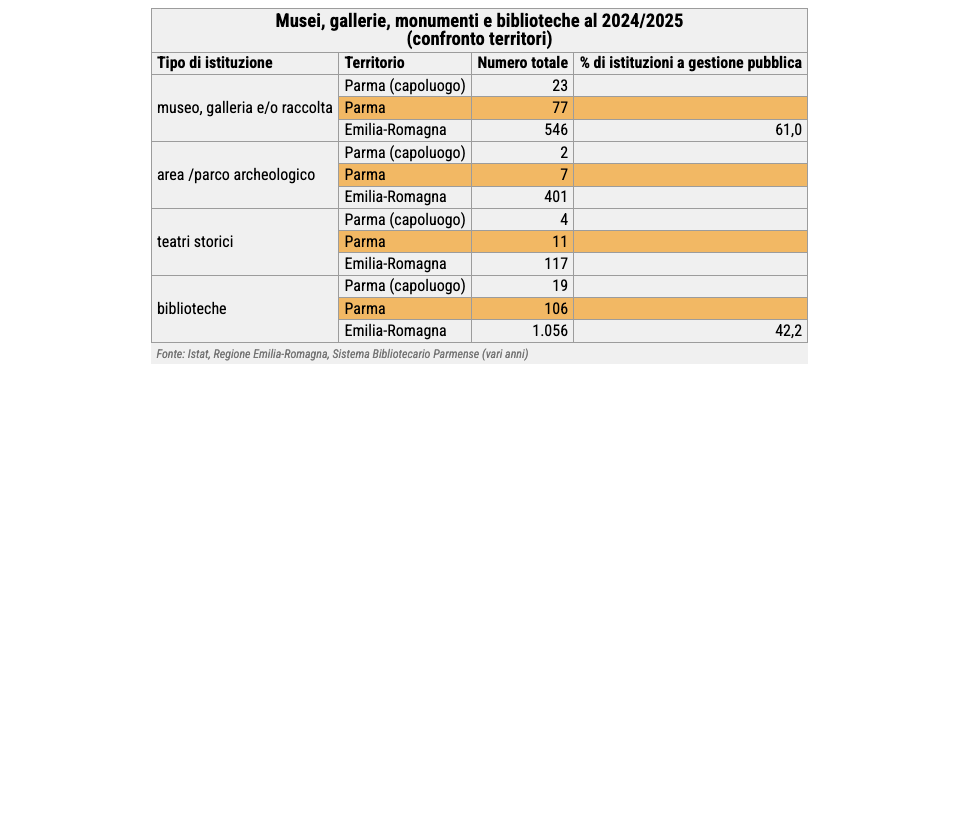 Musei, gallerie, monumenti e biblioteche al 2024/2025
(confronto territori)
Tipo di istituzione Territorio Numero totale % di istituzioni a gestione pubblica
museo, galleria e/o raccolta Parma (capoluogo) 23
Parma 77
Emilia-Romagna 546 61,0
area /parco archeologico Parma (capoluogo) 2
Parma 7
Emilia-Romagna 401
teatri storici Parma (capoluogo) 4
Parma 11
Emilia-Romagna 117
biblioteche Parma (capoluogo) 19
Parma 106
Emilia-Romagna 1.056 42,2
Fonte: Istat, Regione Emilia-Romagna, Sistema Bibliotecario Parmense (vari anni)